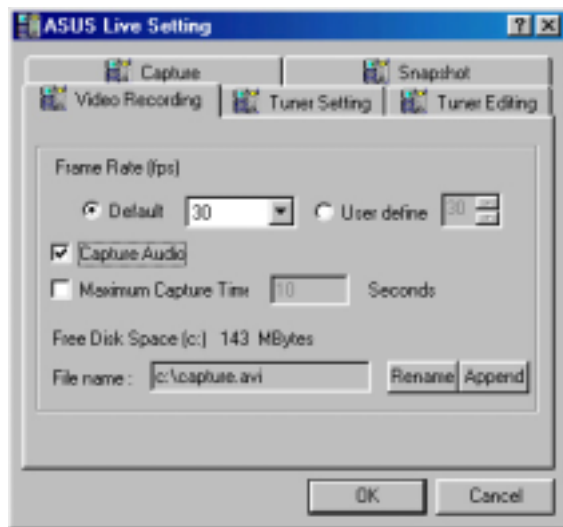 ASUS Live Setting
Capture
Snapshot
Video Recording
Tuner Setting
Tuner Editing
Frame Rate (fps)
Default 30 User define 30
Capture Audio
Maximum Capture Time 10 Seconds
Free Disk Space (c:) 143 MBytes
File name : c:\capture.avi Rename Append
OK Cancel